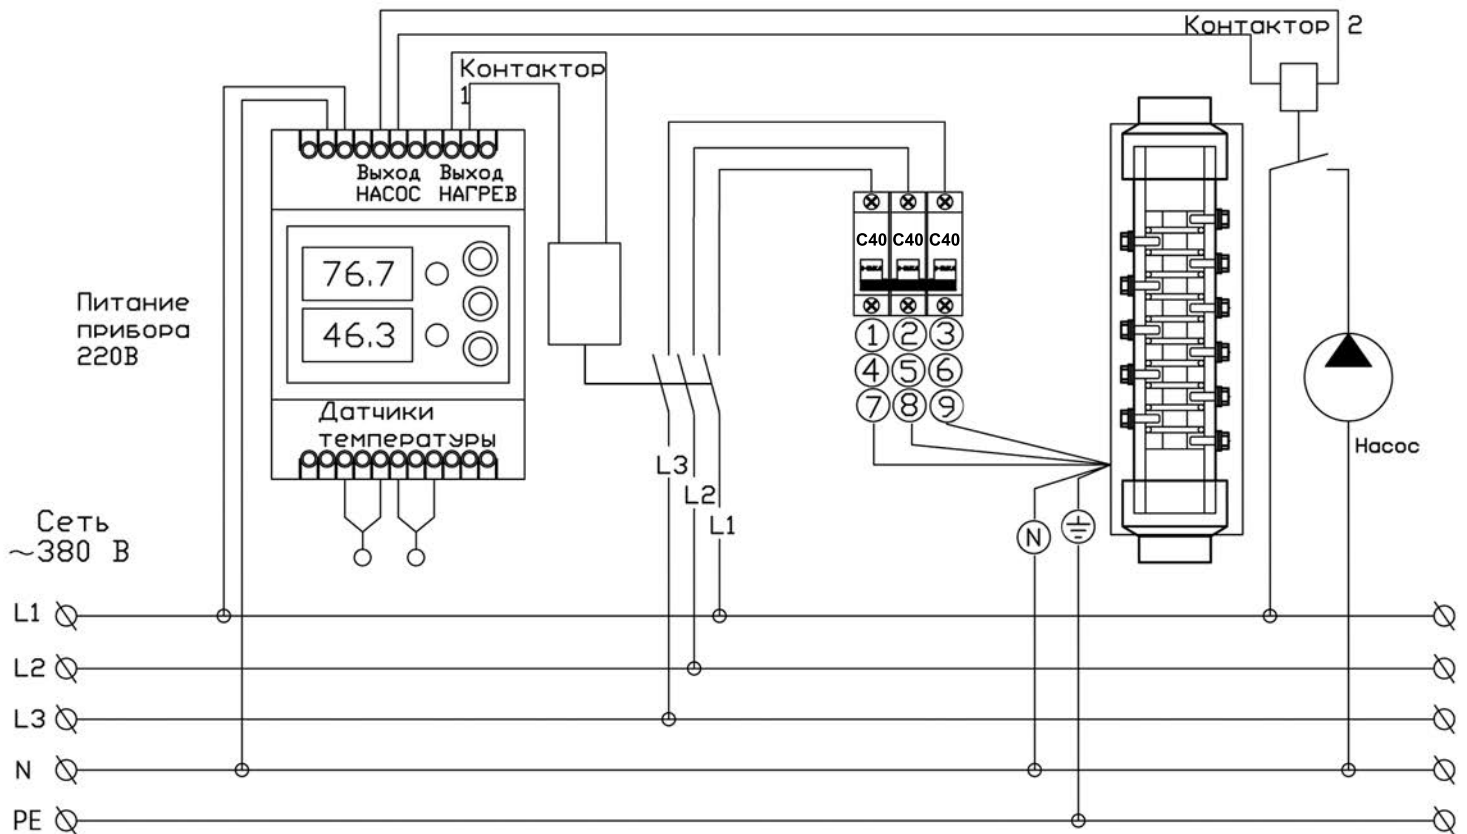 Контактор 2
Контактор
1
Выход
НАСОС
Выход
НАГРЕВ
76.7
46.3
Питание
прибора
220В
C40 C40 C40
1 2 3
4 5 6
7 8 9
Датчики
температуры
Насос
L3
L2
L1
N
Сеть
~380 В
L1
L2
L3
N
PE